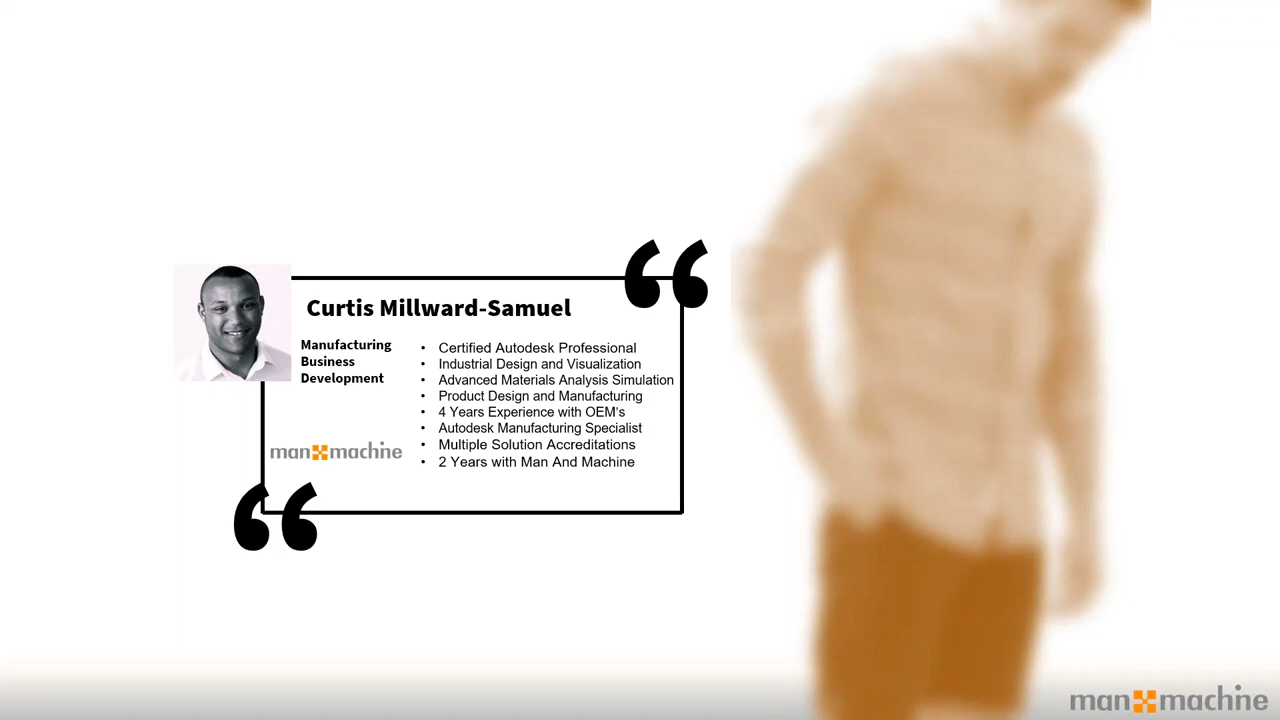 Curtis Millward-Samuel
Manufacturing
Business
Development
• Certified Autodesk Professional
• Industrial Design and Visualization
• Advanced Materials Analysis Simulation
• Product Design and Manufacturing
• 4 Years Experience with OEM's
• Autodesk Manufacturing Specialist
• Multiple Solution Accreditations
• 2 Years with Man And Machine
man machine
man machine